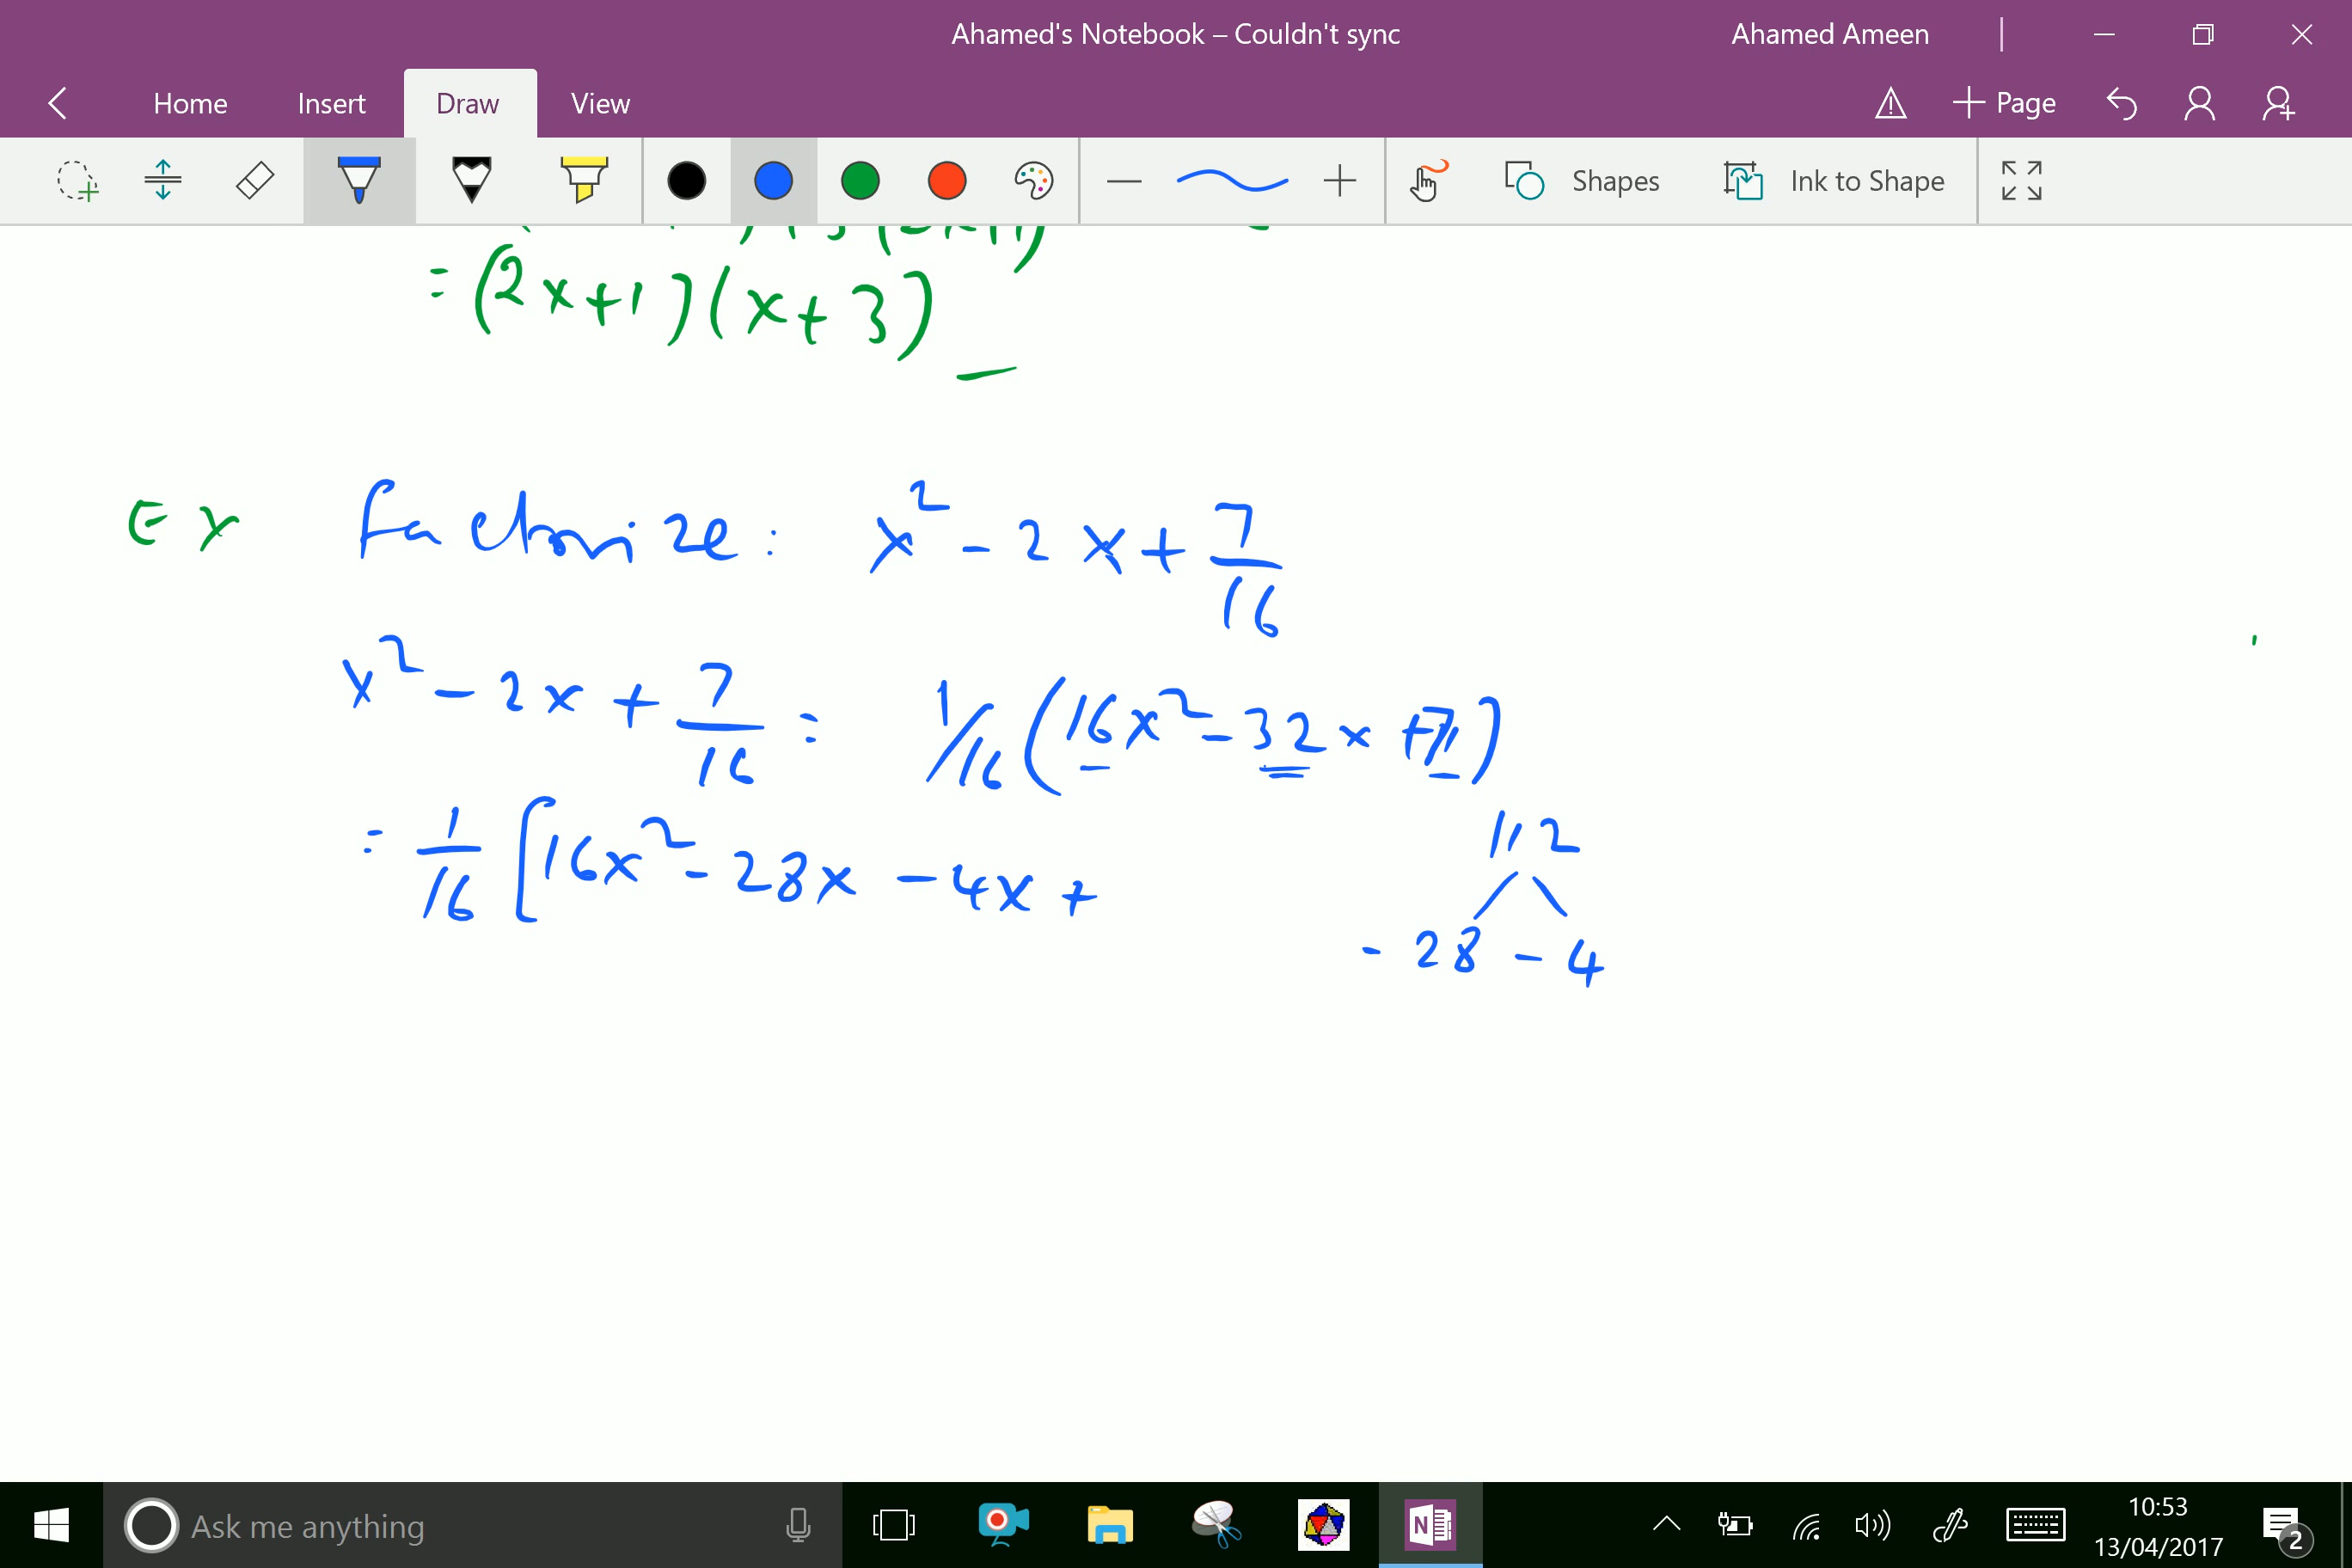 Ahamed's Notebook – Couldn't sync
Ahamed Ameen
Home Insert Draw View
+ Page
Shapes
Ink to Shape
= (2x+1)(x+3)
Ex Factorize: x² - 2x + 7/16
x² - 2x + 7/16 = 1/16 (16x² - 32x + 7)
= 1/16 [16x² - 28x - 4x +
112
- 28 - 4
Ask me anything
N
10:53
13/04/2017
2